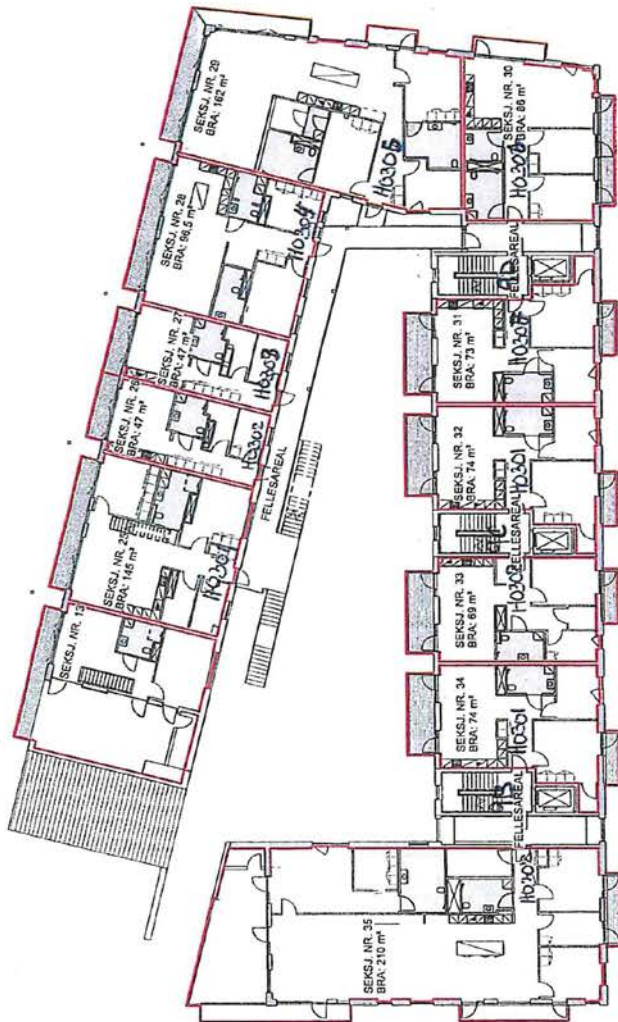 SEKSJ. NR. 29
BRA: 162 m²
H0305
SEKSJ. NR. 30
BRA: 86 m²
SEKSJ. NR. 28
BRA: 96,5 m²
H0304
SEKSJ. NR. 27
BRA: 47 m²
H0303
SEKSJ. NR. 26
BRA: 47 m²
H0302
SEKSJ. NR. 25
BRA: 145 m²
H0301
SEKSJ. NR. 13
FELLESAREAL
FELLESAREAL
D
SEKSJ. NR. 31
BRA: 73 m²
SEKSJ. NR. 32
BRA: 74 m²
H0301
FELLESAREAL
C
SEKSJ. NR. 33
BRA: 69 m²
H0302
SEKSJ. NR. 34
BRA: 74 m²
H0301
FELLESAREAL
B
SEKSJ. NR. 35
BRA: 210 m²
H0302